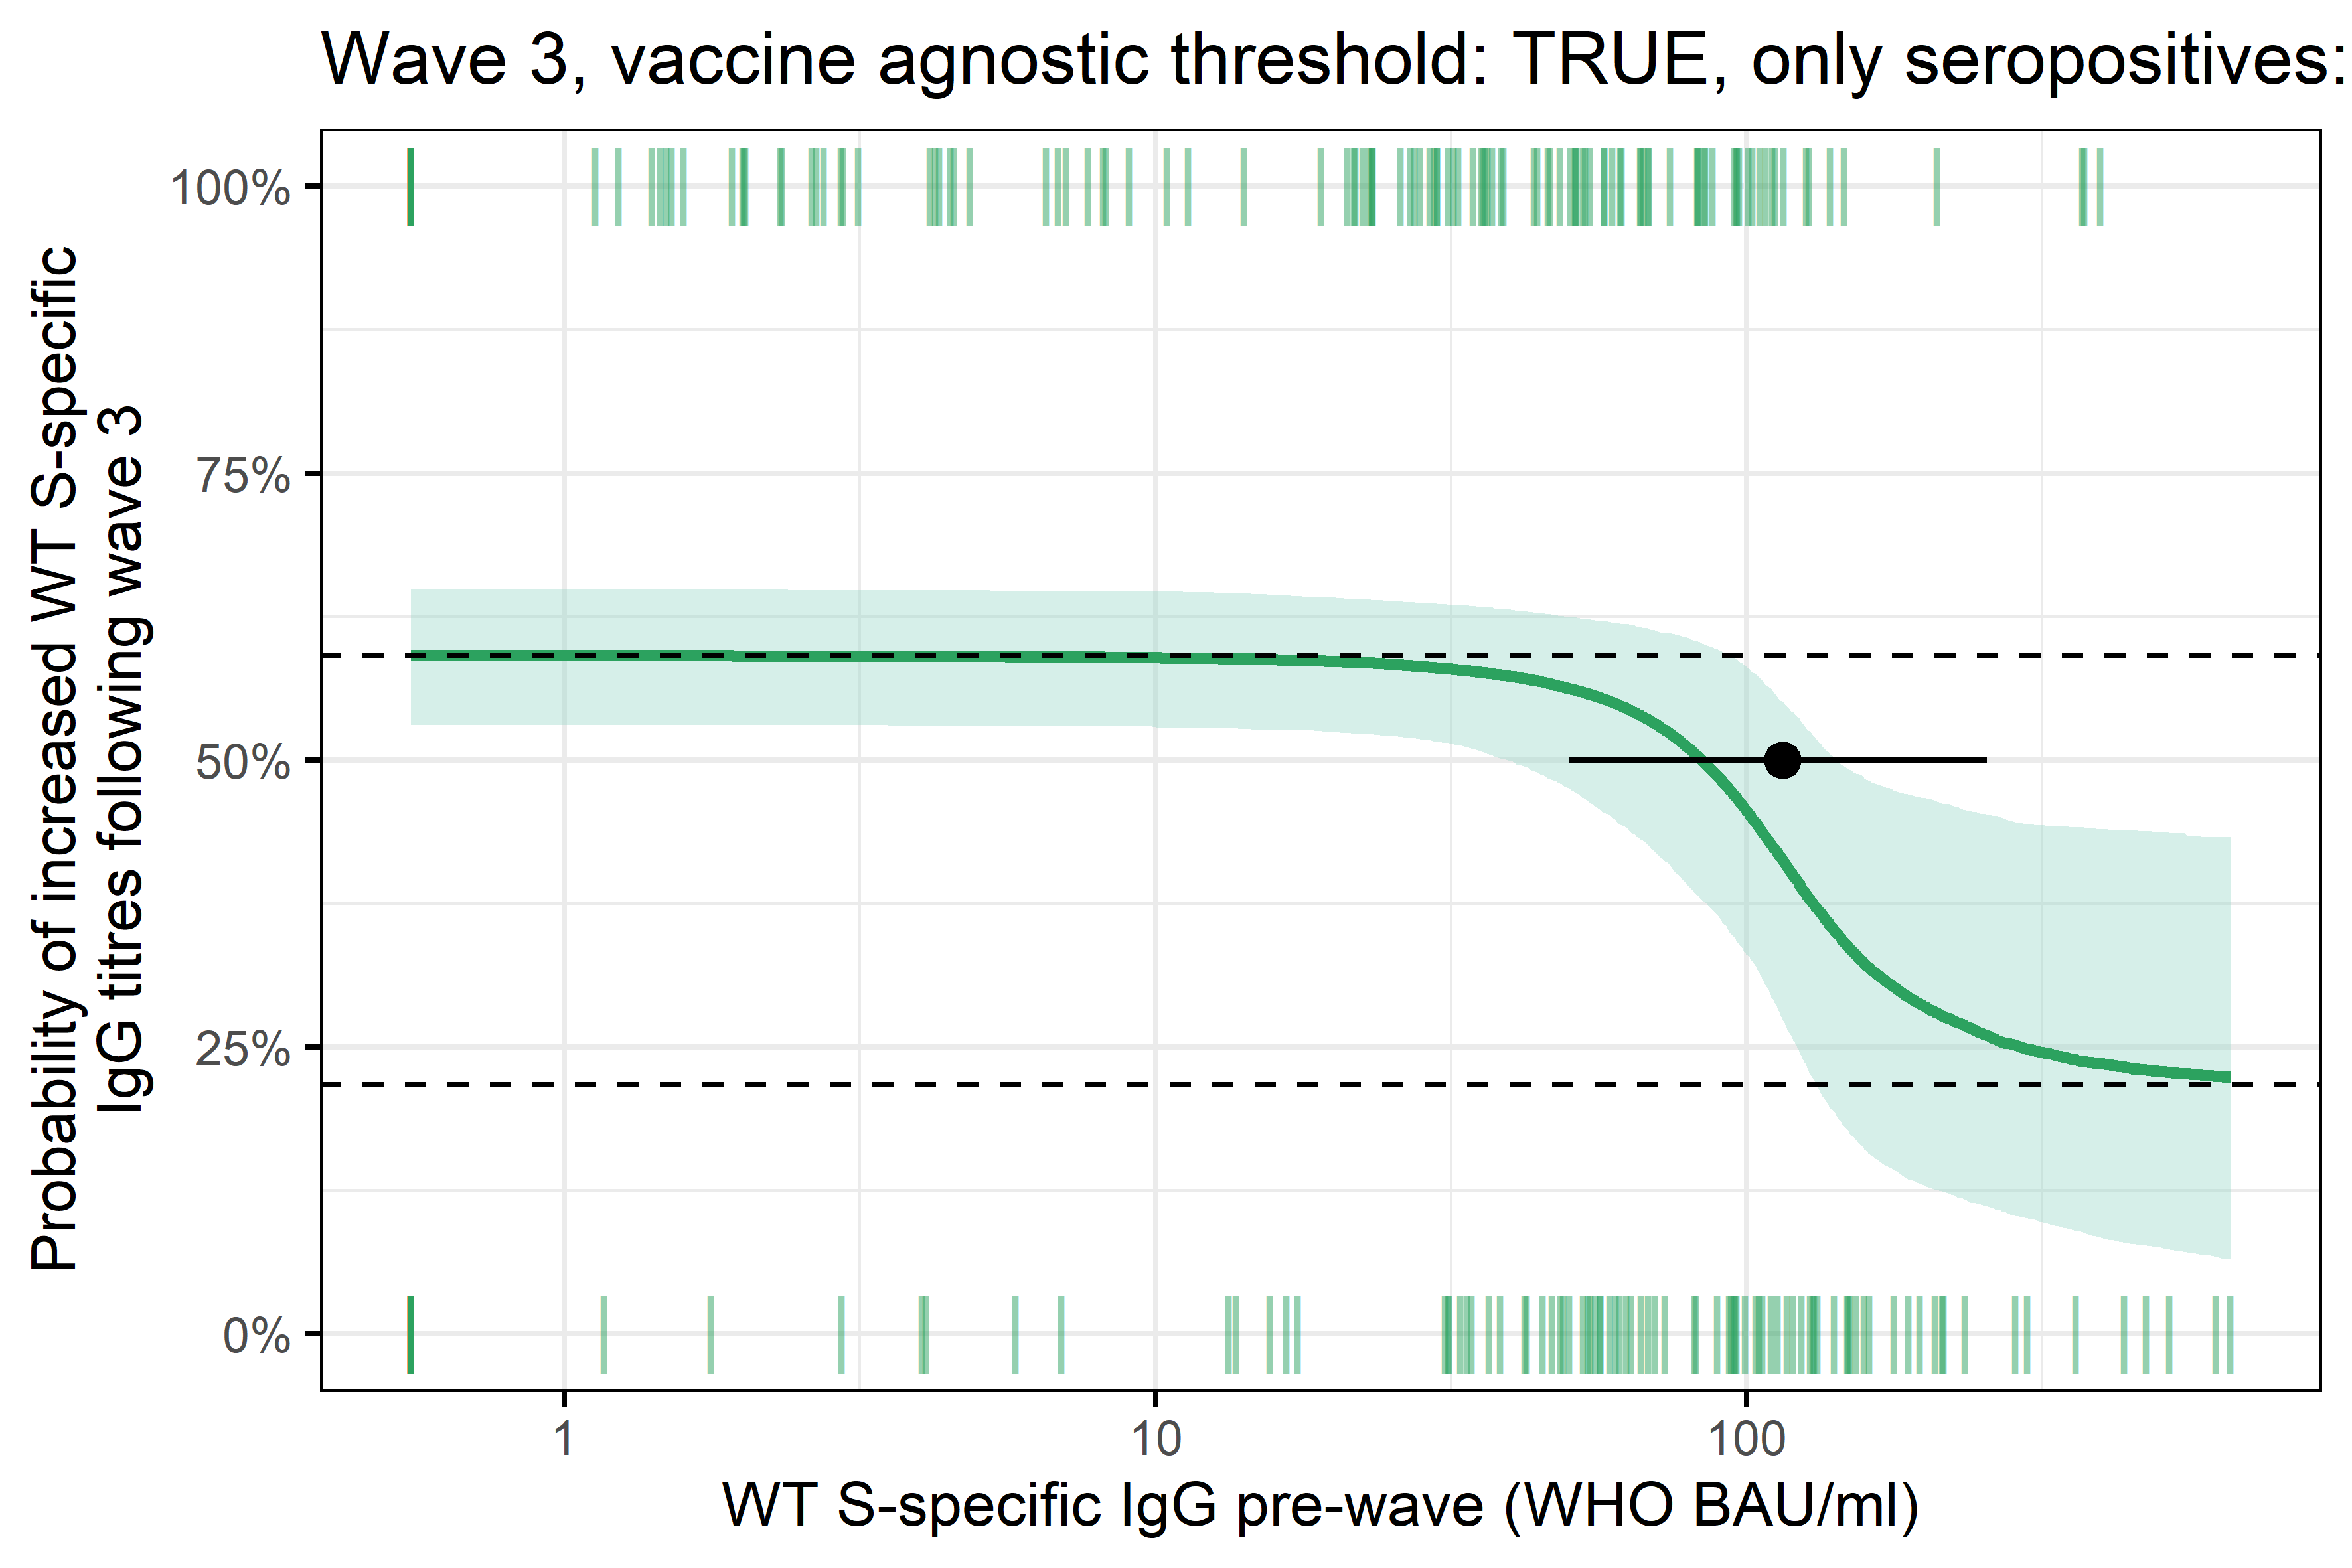 Wave 3, vaccine agnostic threshold: TRUE, only seropositives:
Probability of increased WT S-specific
IgG titres following wave 3
100%
75%
50%
25%
0%
1
10
100
WT S-specific IgG pre-wave (WHO BAU/ml)